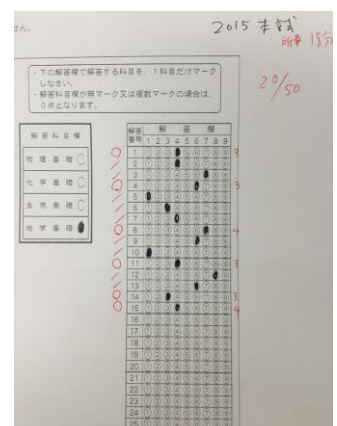 2015 本試
所要 18分
20/50
・下の解答欄で解答する科目を、1科目だけマーク
しなさい。
・解答科目欄が無マーク又は複数マークの場合は、
0点となります。
解答科目欄
物理基礎
化学基礎
生物基礎
地学基礎
解答番号 解答欄
1 2 3 4 5 6 7 8 9
1 3
2
3
4 3
5
6
7
8 4
9
10
11 3
12
13
14 3
15 4
16
17
18
19
20
21
22
23
24
25